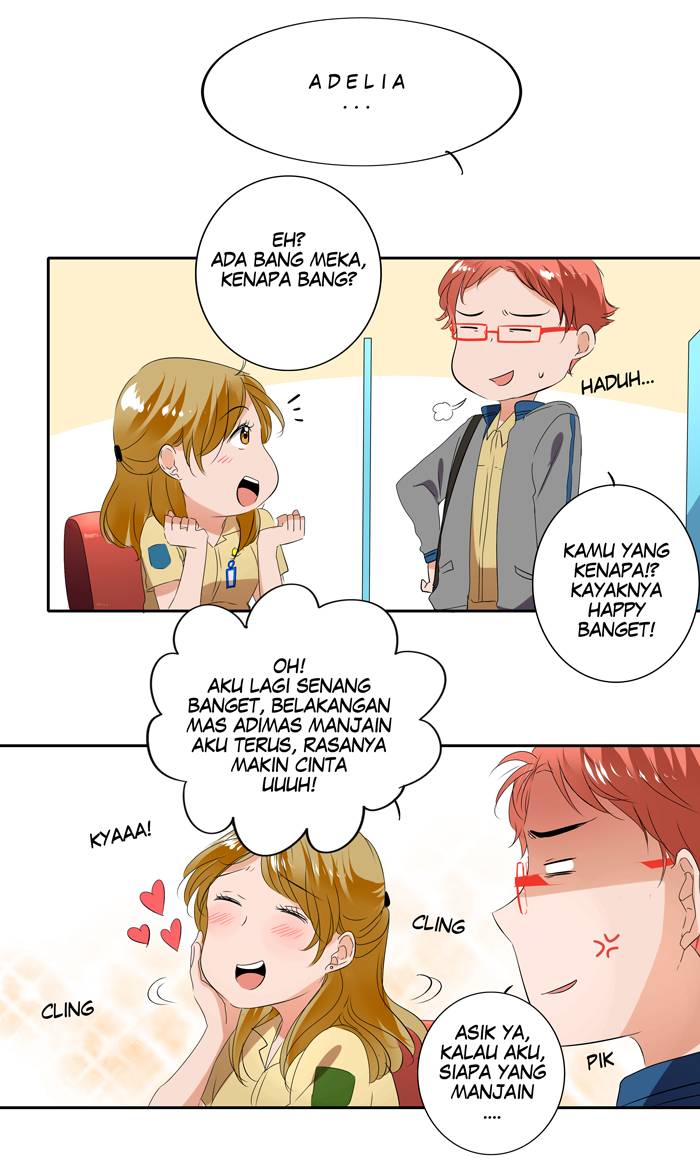 ADELIA
...
EH?
ADA BANG MEKA,
KENAPA BANG?
HADUH...
KAMU YANG
KENAPA!?
KAYAKNYA
HAPPY
BANGET!
OH!
AKU LAGI SENANG
BANGET, BELAKANGAN
MAS ADIMAS MANJAIN
AKU TERUS, RASANYA
MAKIN CINTA
UUUH!
KYAAA!
CLING
CLING
ASIK YA,
KALAU AKU,
SIAPA YANG
MANJAIN
....
PIK